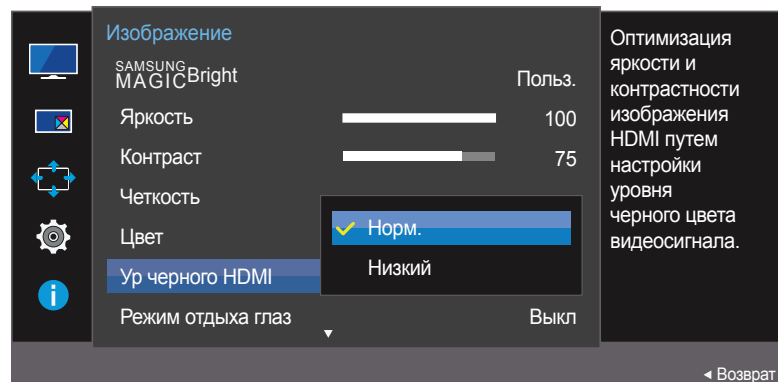 Изображение
SAMSUNG
MAGICBright Польз.
Яркость 100
Контраст 75
Четкость
Цвет
Ур черного HDMI
Режим отдыха глаз Выкл
Норм.
Низкий
Оптимизация
яркости и
контрастности
изображения
HDMI путем
настройки
уровня
черного цвета
видеосигнала.
Возврат